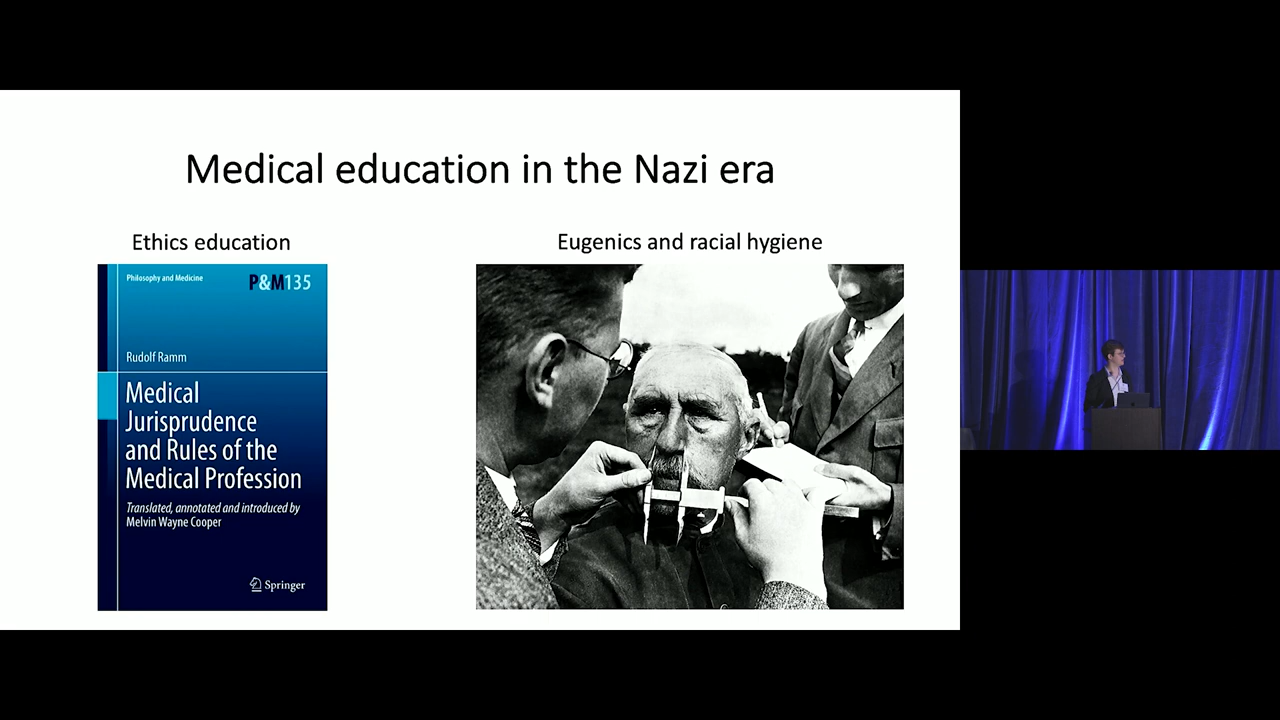 Medical education in the Nazi era
Ethics education
Philosophy and Medicine
P&M135
Rudolf Ramm
Medical
Jurisprudence
and Rules of the
Medical Profession
Translated, annotated and introduced by
Melvin Wayne Cooper
Springer
Eugenics and racial hygiene